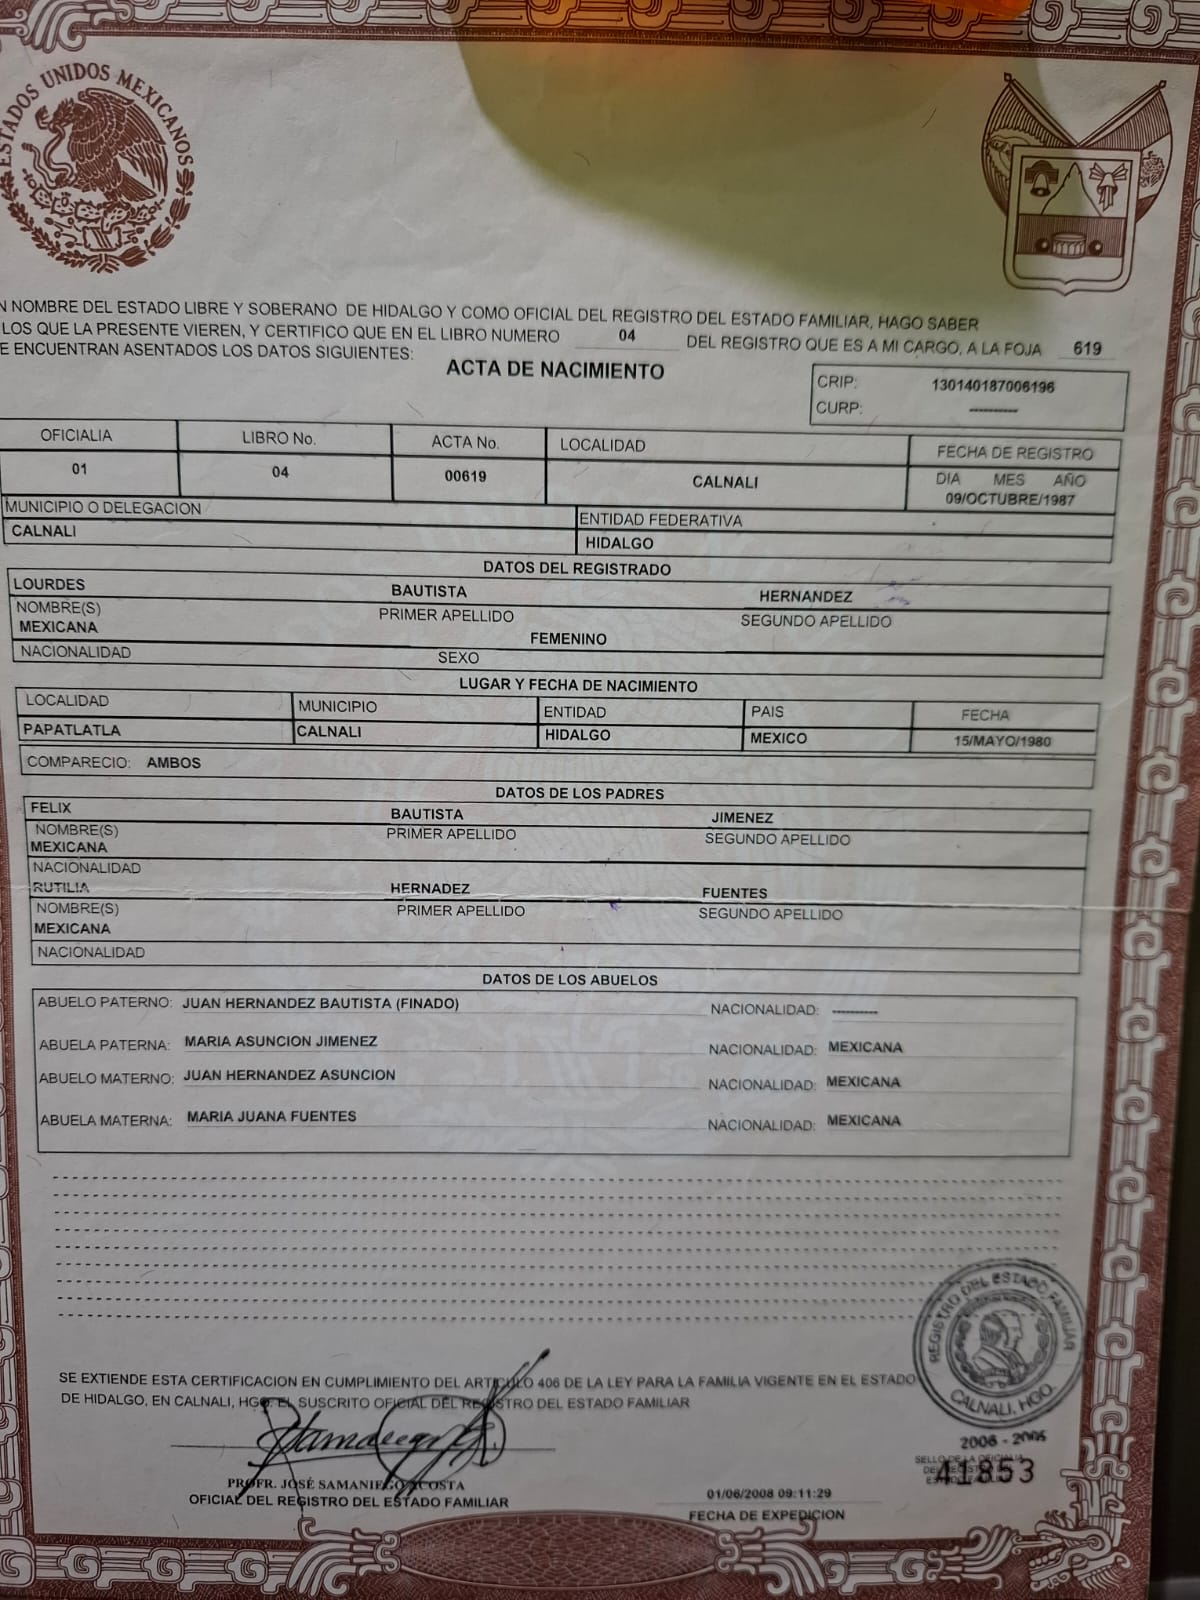 ESTADOS UNIDOS MEXICANOS
N NOMBRE DEL ESTADO LIBRE Y SOBERANO DE HIDALGO Y COMO OFICIAL DEL REGISTRO DEL ESTADO FAMILIAR, HAGO SABER
LOS QUE LA PRESENTE VIEREN, Y CERTIFICO QUE EN EL LIBRO NUMERO 04 DEL REGISTRO QUE ES A MI CARGO, A LA FOJA 619
E ENCUENTRAN ASENTADOS LOS DATOS SIGUIENTES:
ACTA DE NACIMIENTO
CRIP: 130140187006196
CURP: ----------
OFICIALIA LIBRO No. ACTA No. LOCALIDAD FECHA DE REGISTRO
01 04 00619 CALNALI DIA MES AÑO
09/OCTUBRE/1987
MUNICIPIO O DELEGACION ENTIDAD FEDERATIVA
CALNALI HIDALGO
DATOS DEL REGISTRADO
LOURDES BAUTISTA HERNANDEZ
NOMBRE(S) PRIMER APELLIDO SEGUNDO APELLIDO
MEXICANA FEMENINO
NACIONALIDAD SEXO
LUGAR Y FECHA DE NACIMIENTO
LOCALIDAD MUNICIPIO ENTIDAD PAIS FECHA
PAPATLATLA CALNALI HIDALGO MEXICO 15/MAYO/1980
COMPARECIO: AMBOS
DATOS DE LOS PADRES
FELIX BAUTISTA JIMENEZ
NOMBRE(S) PRIMER APELLIDO SEGUNDO APELLIDO
MEXICANA
NACIONALIDAD
RUTILIA HERNADEZ FUENTES
NOMBRE(S) PRIMER APELLIDO SEGUNDO APELLIDO
MEXICANA
NACIONALIDAD
DATOS DE LOS ABUELOS
ABUELO PATERNO: JUAN HERNANDEZ BAUTISTA (FINADO) NACIONALIDAD: ----------
ABUELA PATERNA: MARIA ASUNCION JIMENEZ NACIONALIDAD: MEXICANA
ABUELO MATERNO: JUAN HERNANDEZ ASUNCION NACIONALIDAD: MEXICANA
ABUELA MATERNA: MARIA JUANA FUENTES NACIONALIDAD: MEXICANA
SE EXTIENDE ESTA CERTIFICACION EN CUMPLIMIENTO DEL ARTICULO 406 DE LA LEY PARA LA FAMILIA VIGENTE EN EL ESTADO
DE HIDALGO, EN CALNALI, HGO. EL SUSCRITO OFICIAL DEL REGISTRO DEL ESTADO FAMILIAR
REGISTRO DEL ESTADO FAMILIAR
CALNALI, HGO.
2006 -
SELLO DE LA OFICIALIA
DEL REGISTRO DEL
41853
PROFR. JOSÉ SAMANIEGO ACOSTA
OFICIAL DEL REGISTRO DEL ESTADO FAMILIAR
01/06/2008 09:11:29
FECHA DE EXPEDICION